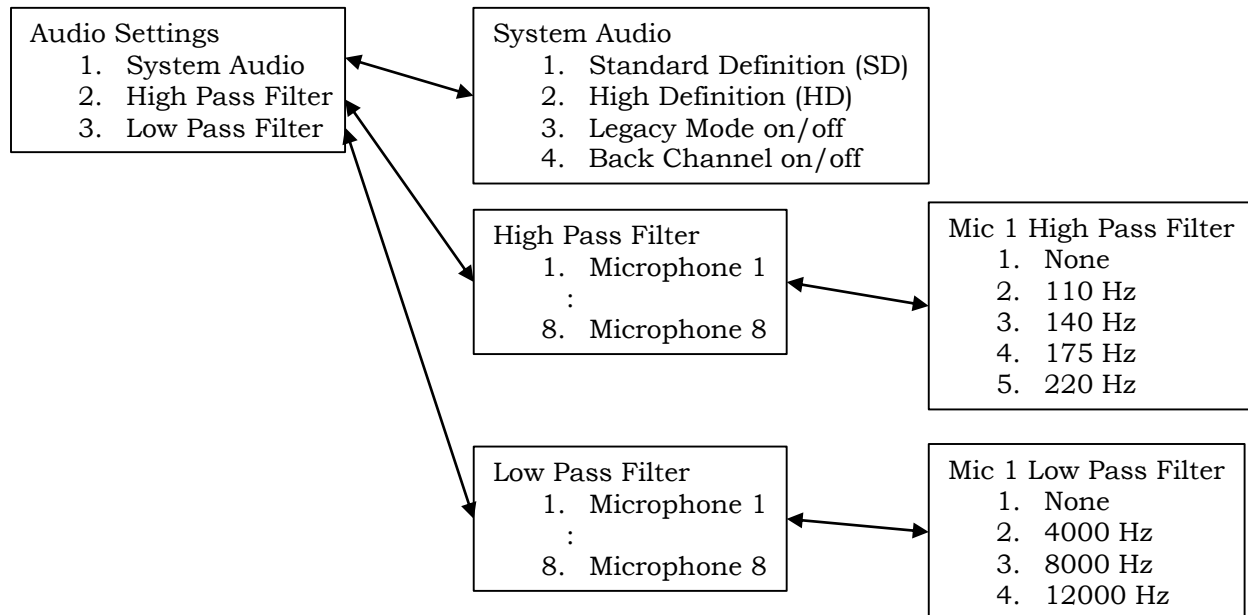 Audio Settings
1. System Audio
2. High Pass Filter
3. Low Pass Filter
System Audio
1. Standard Definition (SD)
2. High Definition (HD)
3. Legacy Mode on/off
4. Back Channel on/off
High Pass Filter
1. Microphone 1
:
8. Microphone 8
Mic 1 High Pass Filter
1. None
2. 110 Hz
3. 140 Hz
4. 175 Hz
5. 220 Hz
Low Pass Filter
1. Microphone 1
:
8. Microphone 8
Mic 1 Low Pass Filter
1. None
2. 4000 Hz
3. 8000 Hz
4. 12000 Hz